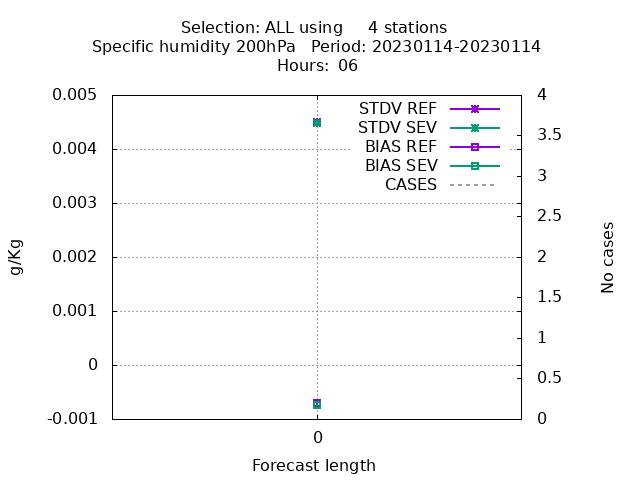 Selection: ALL using     4 stations
Specific humidity 200hPa   Period: 20230114-20230114
Hours: 06
0.005
0.004
0.003
0.002
0.001
0
-0.001
g/Kg
STDV REF
STDV SEV
BIAS REF
BIAS SEV
CASES
4
3.5
3
2.5
2
1.5
1
0.5
0
No cases
0
Forecast length